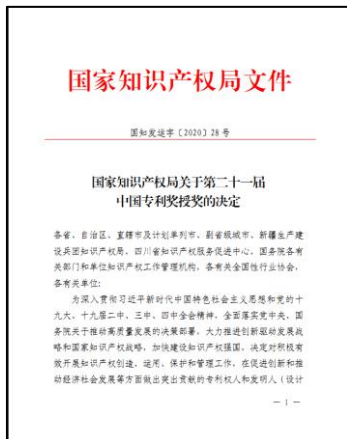 国家知识产权局文件
国知发运字〔2020〕28号
国家知识产权局关于第二十一届
中国专利奖授奖的决定
各省、自治区、直辖市及计划单列市、副省级城市、新疆生产建
设兵团知识产权局,四川省知识产权服务促进中心,国务院各有
关部门和单位知识产权工作管理机构,各有关全国性行业协会,
各有关单位:
为深入贯彻习近平新时代中国特色社会主义思想和党的十
九大、十九届二中、三中、四中全会精神,全面落实党中央、国
务院关于推动高质量发展的决策部署,大力推进创新驱动发展战
略和国家知识产权战略,加快建设知识产权强国,决定对积极有
效开展知识产权创造、运用、保护和管理工作,在促进创新和推
动经济社会发展等方面做出突出贡献的专利权人和发明人(设计
— 1 —